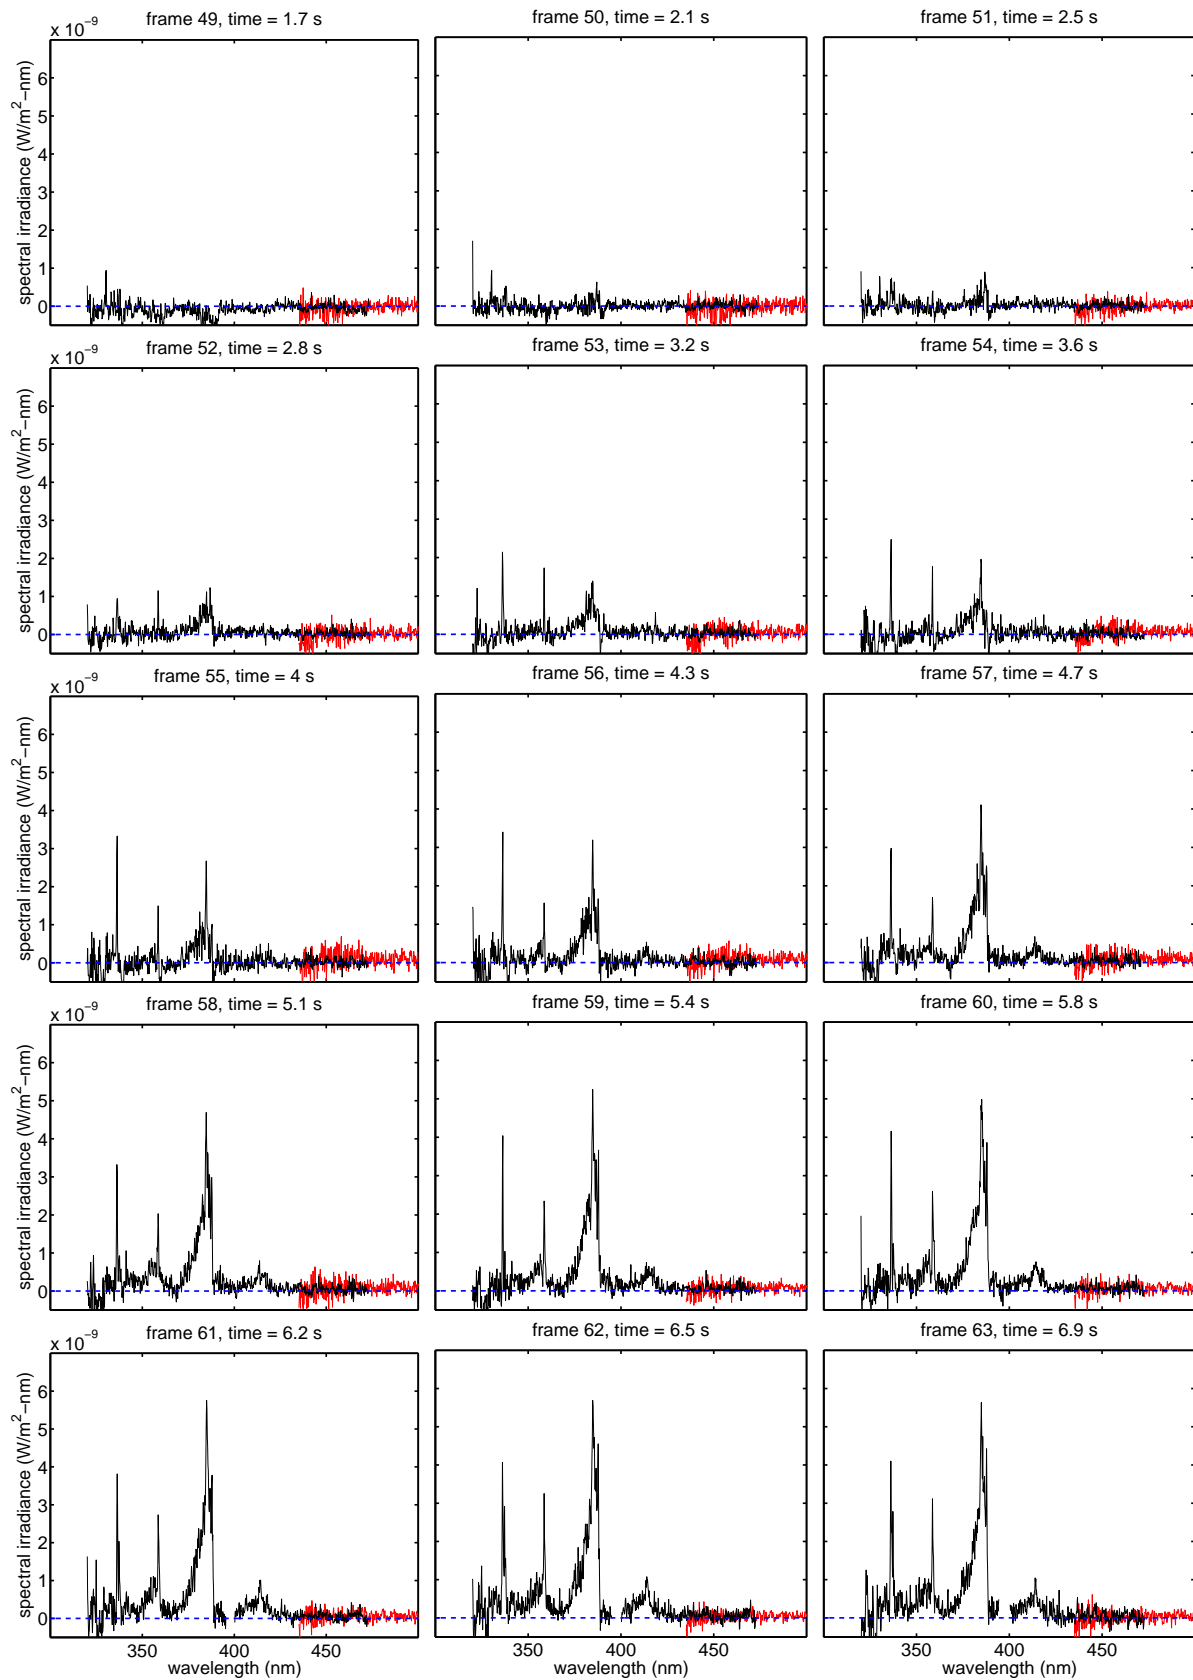 x 10−9
frame 49, time = 1.7 s
frame 50, time = 2.1 s
frame 51, time = 2.5 s
spectral irradiance (W/m2−nm)
6
5
4
3
2
1
0
x 10−9
frame 52, time = 2.8 s
frame 53, time = 3.2 s
frame 54, time = 3.6 s
spectral irradiance (W/m2−nm)
6
5
4
3
2
1
0
x 10−9
frame 55, time = 4 s
frame 56, time = 4.3 s
frame 57, time = 4.7 s
spectral irradiance (W/m2−nm)
6
5
4
3
2
1
0
x 10−9
frame 58, time = 5.1 s
frame 59, time = 5.4 s
frame 60, time = 5.8 s
spectral irradiance (W/m2−nm)
6
5
4
3
2
1
0
x 10−9
frame 61, time = 6.2 s
frame 62, time = 6.5 s
frame 63, time = 6.9 s
spectral irradiance (W/m2−nm)
6
5
4
3
2
1
0
350 400 450
350 400 450
350 400 450
wavelength (nm)
wavelength (nm)
wavelength (nm)